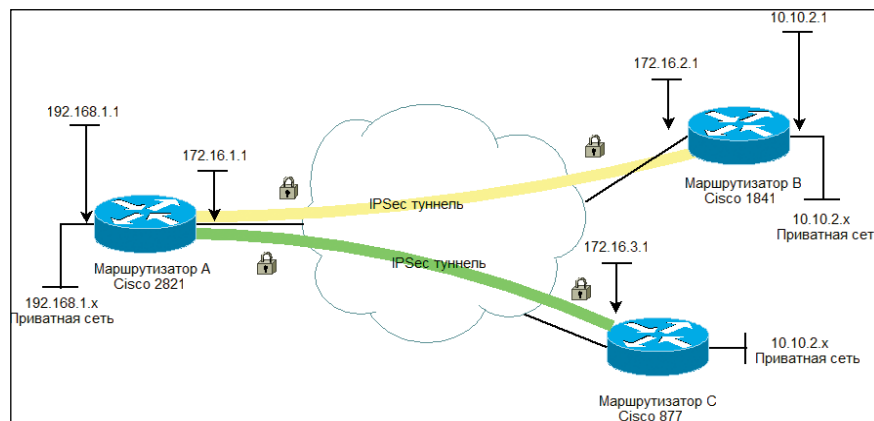 10.10.2.1
172.16.2.1
192.168.1.1
172.16.1.1
IPSec туннель
Маршрутизатор B
Cisco 1841
10.10.2.x
Приватная сеть
172.16.3.1
IPSec туннель
Маршрутизатор A
Cisco 2821
192.168.1.x
Приватная сеть
10.10.2.x
Приватная сеть
Маршрутизатор C
Cisco 877